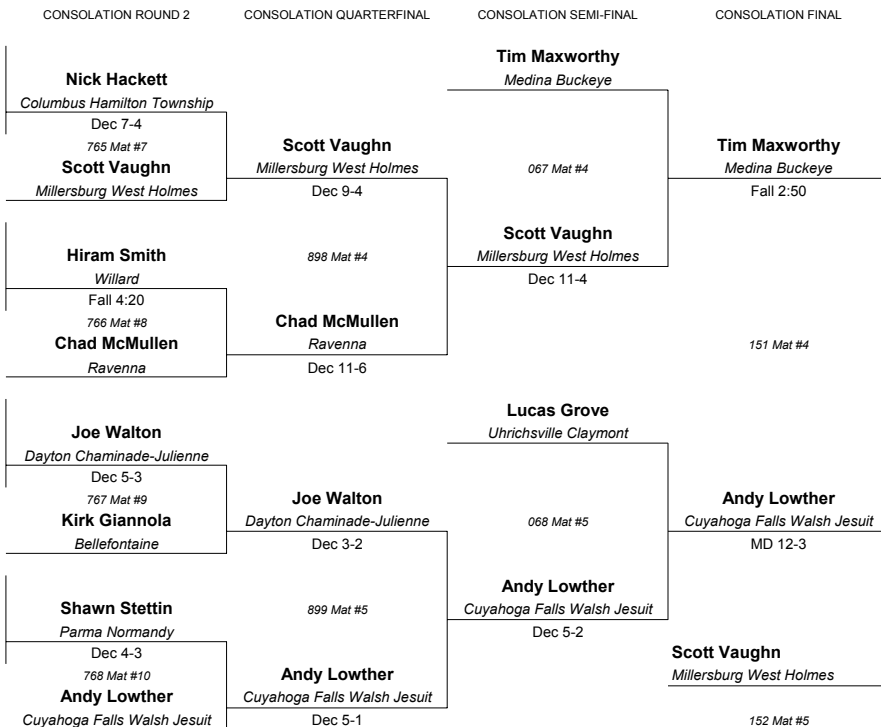 CONSOLATION ROUND 2 CONSOLATION QUARTERFINAL CONSOLATION SEMI-FINAL CONSOLATION FINAL
Nick Hackett
Columbus Hamilton Township
Dec 7-4
765 Mat #7
Scott Vaughn
Millersburg West Holmes
Hiram Smith
Willard
Fall 4:20
766 Mat #8
Chad McMullen
Ravenna
Joe Walton
Dayton Chaminade-Julienne
Dec 5-3
767 Mat #9
Kirk Giannola
Bellefontaine
Shawn Stettin
Parma Normandy
Dec 4-3
768 Mat #10
Andy Lowther
Cuyahoga Falls Walsh Jesuit
Scott Vaughn
Millersburg West Holmes
Dec 9-4
898 Mat #4
Chad McMullen
Ravenna
Dec 11-6
Joe Walton
Dayton Chaminade-Julienne
Dec 3-2
899 Mat #5
Andy Lowther
Cuyahoga Falls Walsh Jesuit
Dec 5-1
Tim Maxworthy
Medina Buckeye
067 Mat #4
Scott Vaughn
Millersburg West Holmes
Dec 11-4
Lucas Grove
Uhrichsville Claymont
068 Mat #5
Andy Lowther
Cuyahoga Falls Walsh Jesuit
Dec 5-2
Tim Maxworthy
Medina Buckeye
Fall 2:50
151 Mat #4
Andy Lowther
Cuyahoga Falls Walsh Jesuit
MD 12-3
Scott Vaughn
Millersburg West Holmes
152 Mat #5